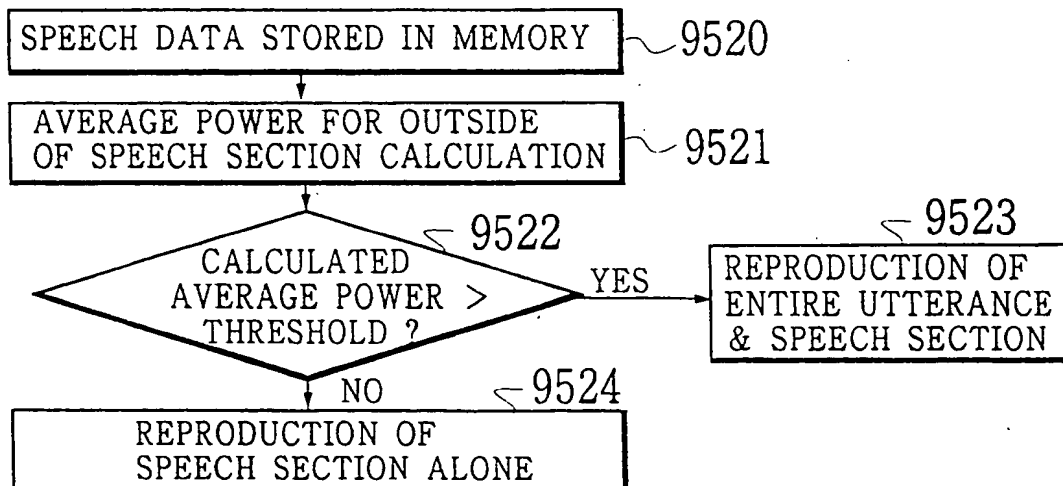 SPEECH DATA STORED IN MEMORY
9520
AVERAGE POWER FOR OUTSIDE
OF SPEECH SECTION CALCULATION
9521
9522
CALCULATED
AVERAGE POWER >
THRESHOLD ?
YES
9523
REPRODUCTION OF
ENTIRE UTTERANCE
& SPEECH SECTION
NO
9524
REPRODUCTION OF
SPEECH SECTION ALONE